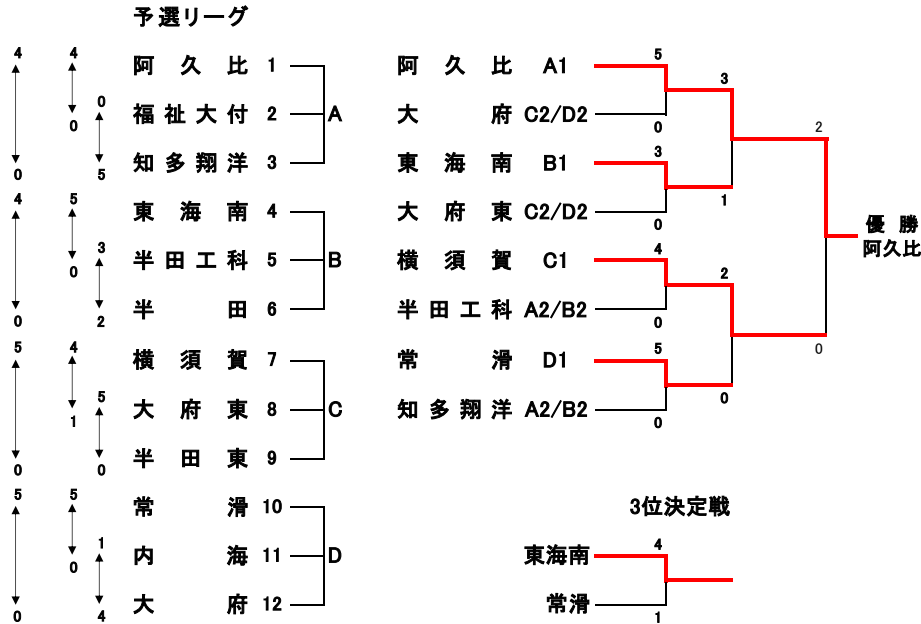 予選リーグ
4 4 阿久比 1 阿久比 A1 5 3
0 0 福祉大付 2 A 大府 C2/D2 0 2
0 5 知多翔洋 3 東海南 B1 3
4 5 東海南 4 大府東 C2/D2 0 1
優勝
阿久比
3 0 半田工科 5 B 横須賀 C1 4 2
0 2 半田 6 半田工科 A2/B2 0
5 4 横須賀 7 常滑 D1 5 0
5 1 大府東 8 C 知多翔洋 A2/B2 0 0
0 0 半田東 9
5 5 常滑 10 3位決定戦
1 0 内海 11 D 東海南 4
0 4 大府 12 常滑 1